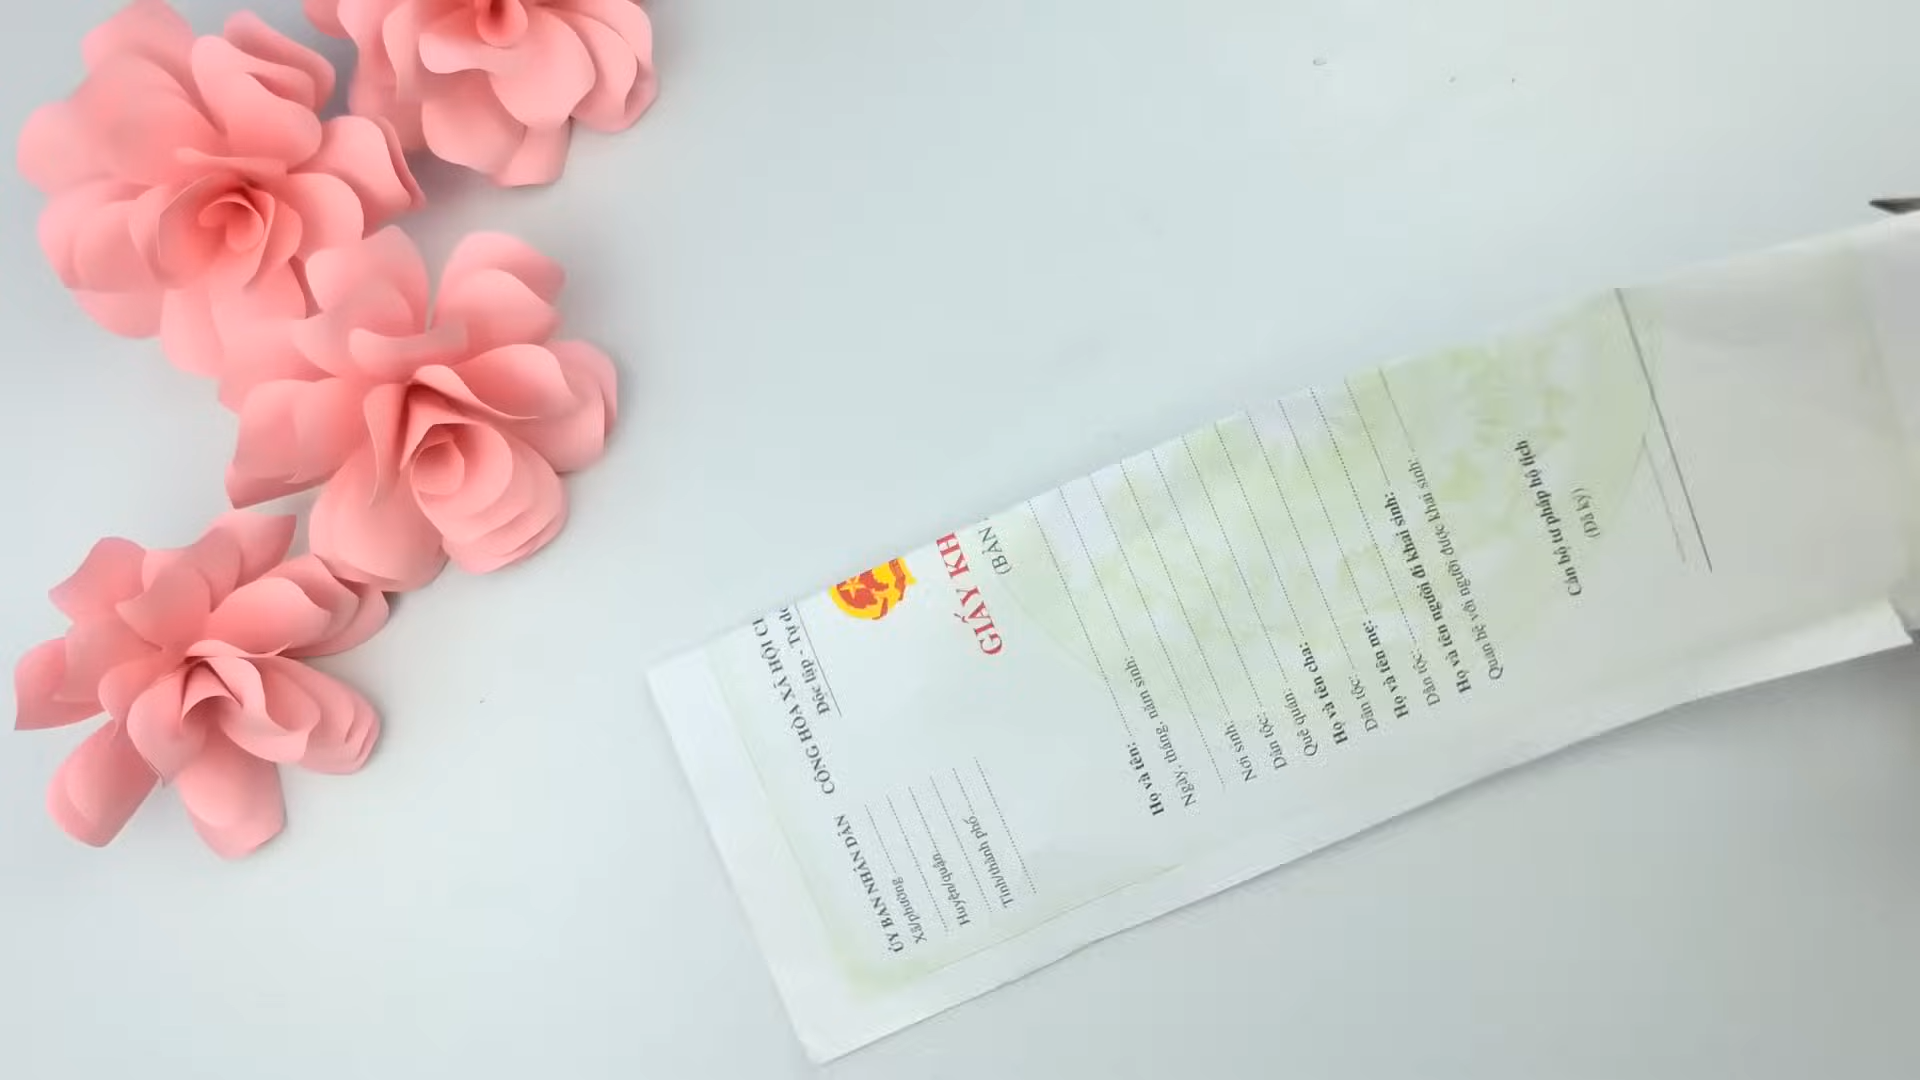 ỦY BAN NHÂN DÂN
Xã/phường
Huyện/quận
Tỉnh/thành phố
CỘNG HÒA XÃ HỘI CH
Độc lập - Tự do
GIẤY KH
(BẢN
Họ và tên:
Ngày, tháng, năm sinh:
Nơi sinh:
Dân tộc:
Quê quán:
Họ và tên cha:
Dân tộc:
Họ và tên mẹ:
Dân tộc:
Họ và tên người đi khai sinh:
Quan hệ với người được khai sinh:
Cán bộ tư pháp hộ tịch
(Đã ký)